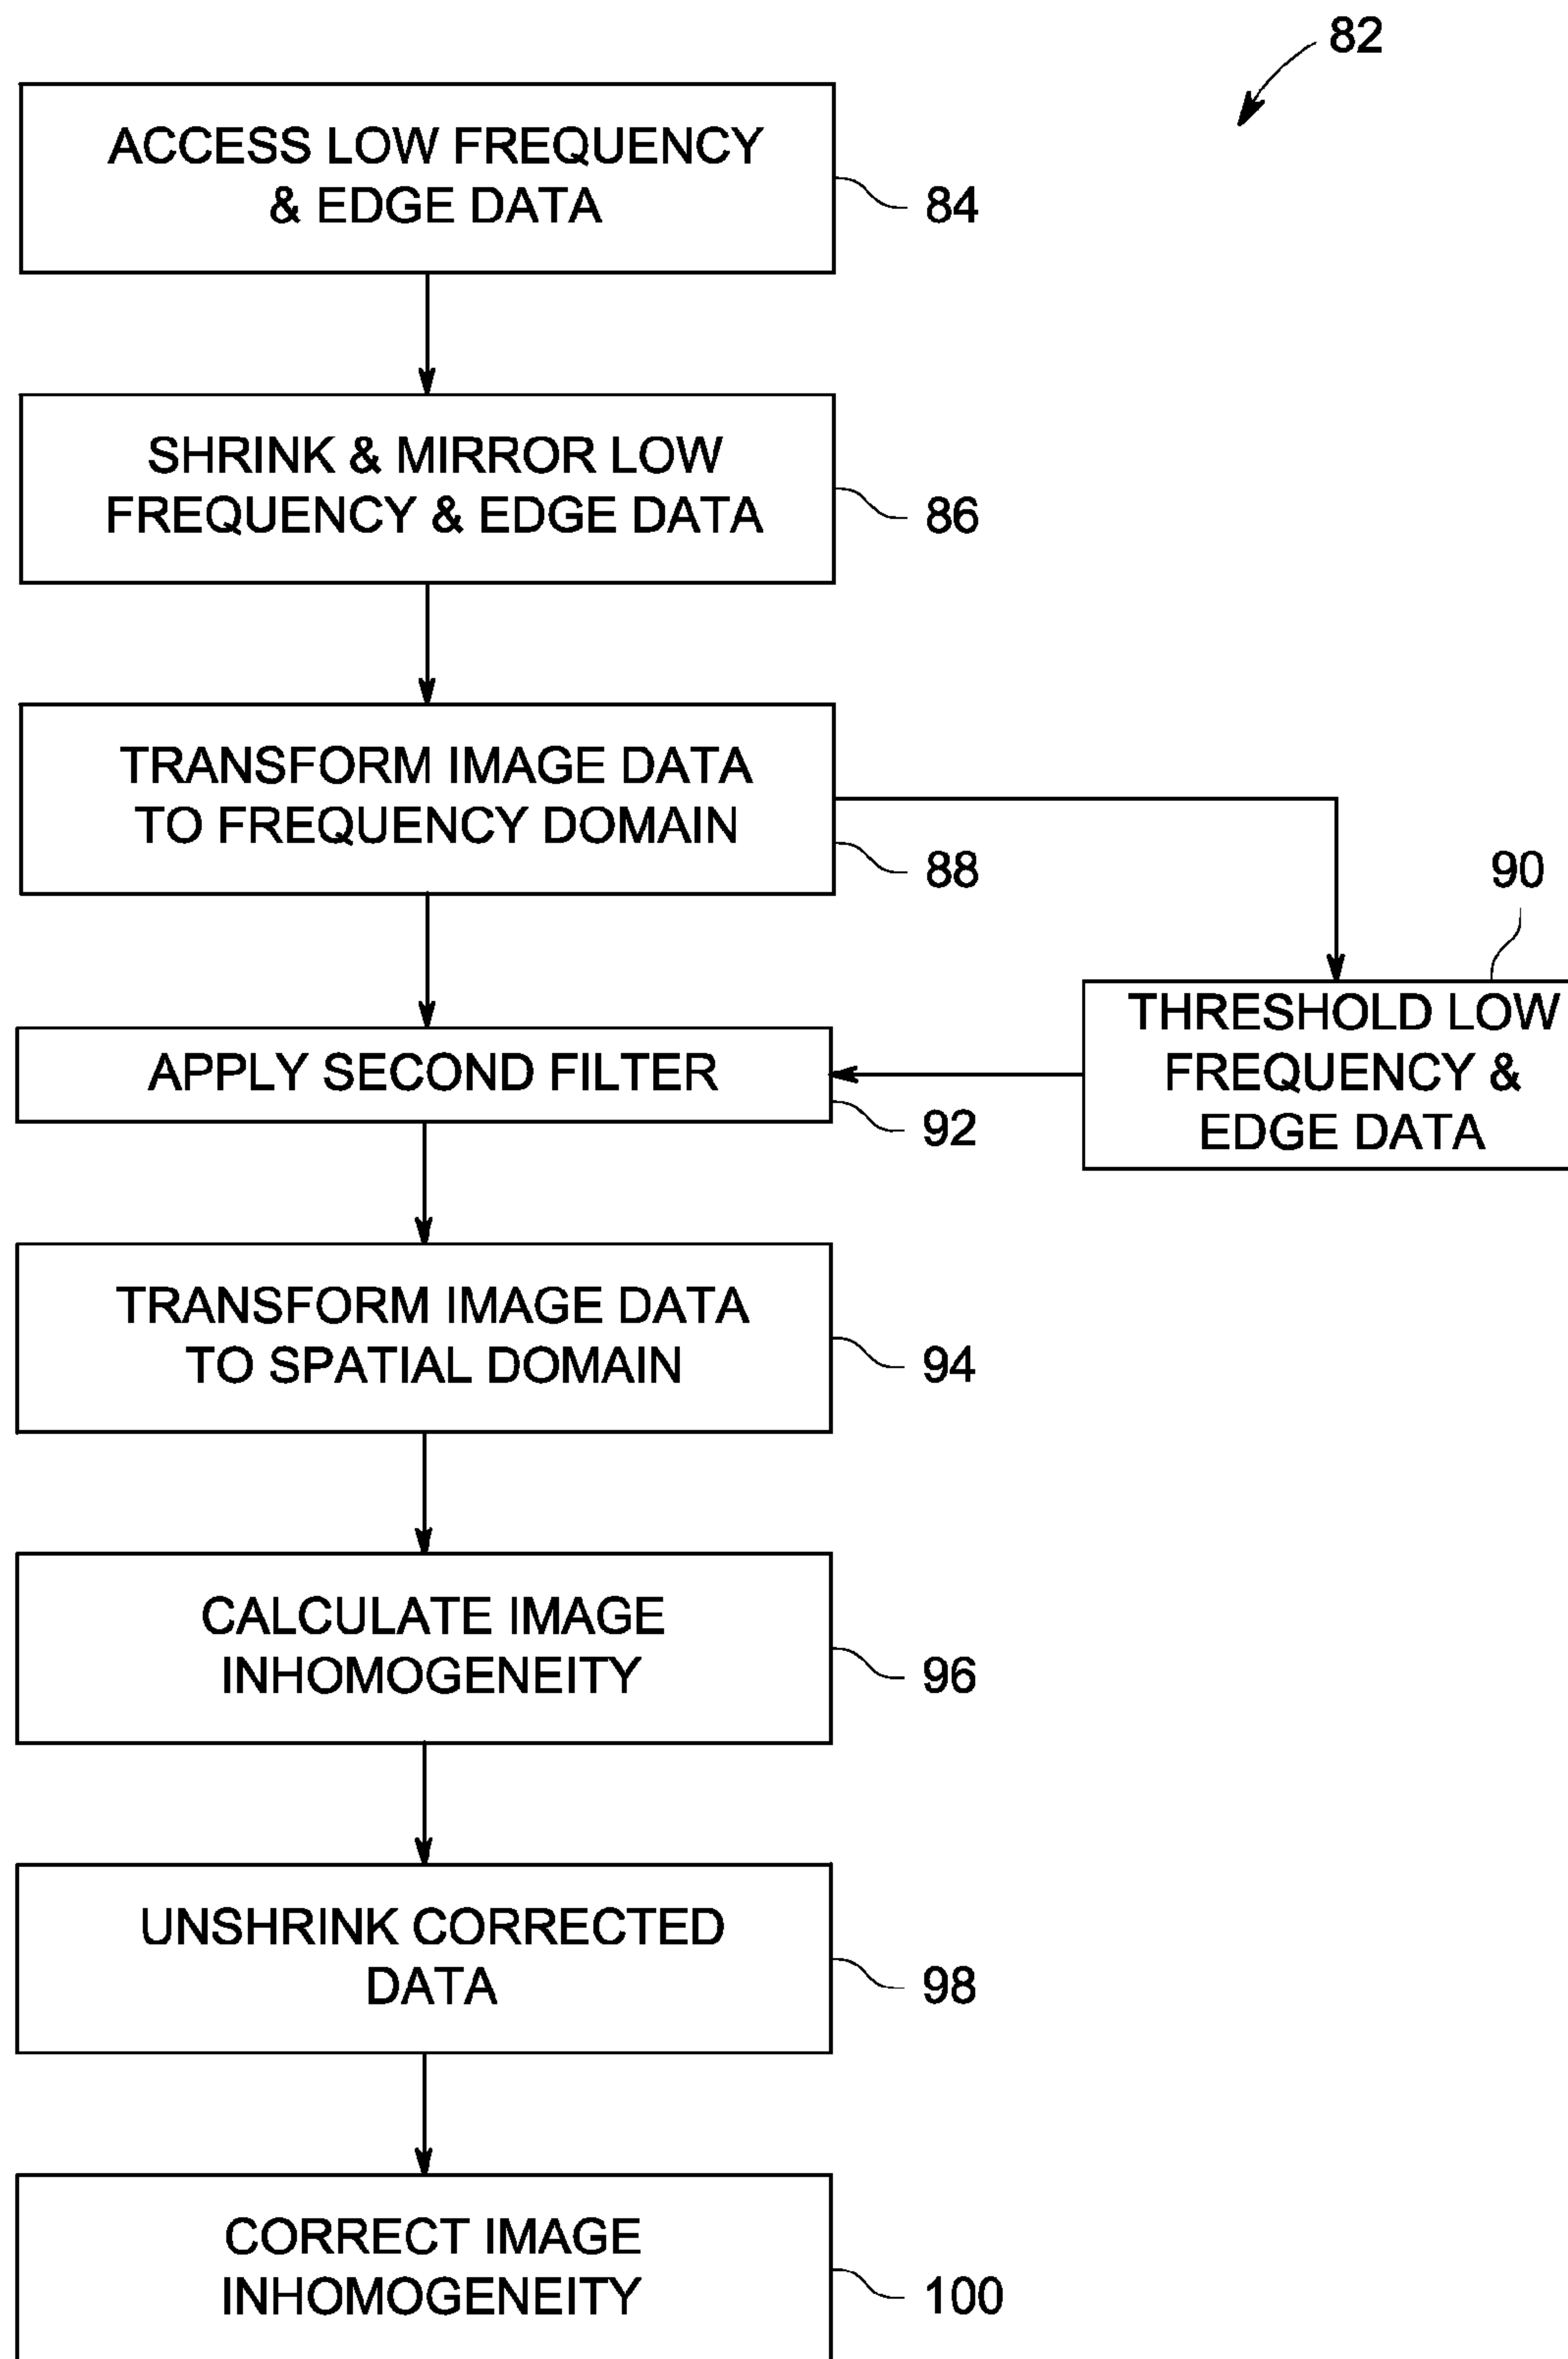 82
ACCESS LOW FREQUENCY
& EDGE DATA
84
SHRINK & MIRROR LOW
FREQUENCY & EDGE DATA
86
TRANSFORM IMAGE DATA
TO FREQUENCY DOMAIN
88
90
THRESHOLD LOW
FREQUENCY &
EDGE DATA
APPLY SECOND FILTER
92
TRANSFORM IMAGE DATA
TO SPATIAL DOMAIN
94
CALCULATE IMAGE
INHOMOGENEITY
96
UNSHRINK CORRECTED
DATA
98
CORRECT IMAGE
INHOMOGENEITY
100